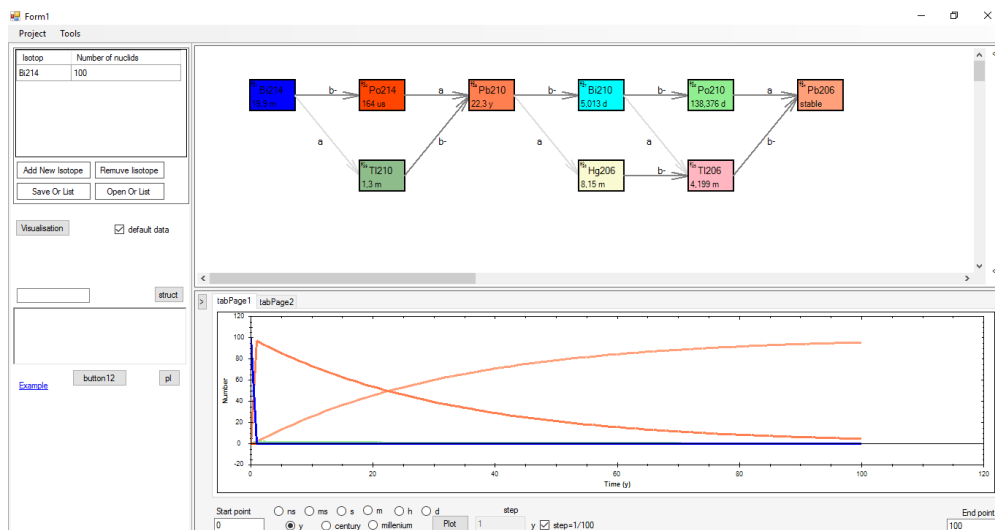 Form1
Project Tools
Isotop Number of nuclids
Bi214 100
Add New Isotope Remuve Iisotope
Save Or List Open Or List
Visualisation default data
struct
Example button12 pl
Bi214 b- Po214 a Pb210 b- Bi210 b- Po210 a Pb206
164 us 22,3 y 5,013 d 138,376 d stable
a b- a a b-
Tl210 Hg206 b- Tl206
1,3 m 8,15 m 4,199 m
> tabPage1 tabPage2
120
100
80
60
40
20
0
-20
Number
0 20 40 60 80 100 120
Time (y)
Start point ns ms s m h d step End point
0 y century millenium Plot 1 y step=1/100 100